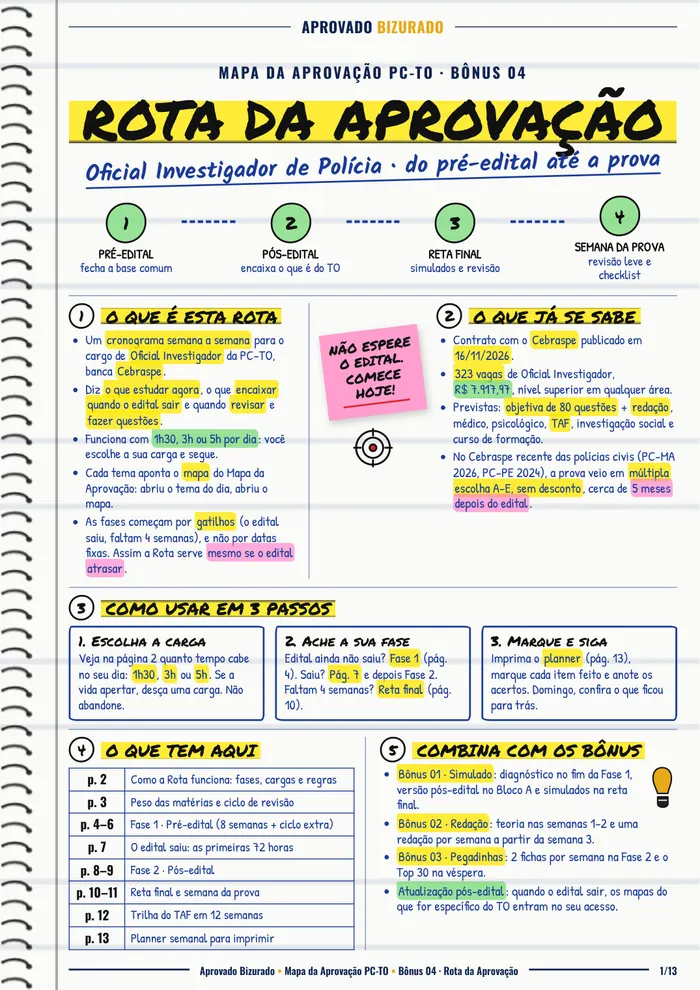 APROVADO BIZURADO
MAPA DA APROVAÇÃO PC-TO · BÔNUS 04
ROTA DA APROVAÇÃO
Oficial Investigador de Polícia · do pré-edital até a prova
1
PRÉ-EDITAL
fecha a base comum
2
PÓS-EDITAL
encaixa o que é do TO
3
RETA FINAL
simulados e revisão
4
SEMANA DA PROVA
revisão leve e
checklist
1 O QUE É ESTA ROTA
• Um cronograma semana a semana para o
cargo de Oficial Investigador da PC-TO,
banca Cebraspe.
• Diz o que estudar agora, o que encaixar
quando o edital sair e quando revisar e
fazer questões.
• Funciona com 1h30, 3h ou 5h por dia: você
escolhe a sua carga e segue.
• Cada tema aponta o mapa do Mapa da
Aprovação: abriu o tema do dia, abriu o
mapa.
• As fases começam por gatilhos (o edital
saiu, faltam 4 semanas), e não por datas
fixas. Assim a Rota serve mesmo se o edital
atrasar.
NÃO ESPERE
O EDITAL.
COMECE
HOJE!
2 O QUE JÁ SE SABE
• Contrato com o Cebraspe publicado em
16/11/2026.
• 323 vagas de Oficial Investigador,
R$ 7.917,97, nível superior em qualquer área.
• Previstas: objetiva de 80 questões + redação,
médico, psicológico, TAF, investigação social e
curso de formação.
• No Cebraspe recente das polícias civis (PC-MA
2026, PC-PE 2024), a prova veio em múltipla
escolha A-E, sem desconto, cerca de 5 meses
depois do edital.
3 COMO USAR EM 3 PASSOS
1. ESCOLHA A CARGA
Veja na página 2 quanto tempo cabe
no seu dia: 1h30, 3h ou 5h. Se a
vida apertar, desça uma carga. Não
abandone.
2. ACHE A SUA FASE
Edital ainda não saiu? Fase 1 (pág.
4). Saiu? Pág. 7 e depois Fase 2.
Faltam 4 semanas? Reta final (pág.
10).
3. MARQUE E SIGA
Imprima o planner (pág. 13),
marque cada item feito e anote os
acertos. Domingo, confira o que ficou
para trás.
4 O QUE TEM AQUI
p. 2 Como a Rota funciona: fases, cargas e regras
p. 3 Peso das matérias e ciclo de revisão
p. 4–6 Fase 1 · Pré-edital (8 semanas + ciclo extra)
p. 7 O edital saiu: as primeiras 72 horas
p. 8–9 Fase 2 · Pós-edital
p. 10–11 Reta final e semana da prova
p. 12 Trilha do TAF em 12 semanas
p. 13 Planner semanal para imprimir
5 COMBINA COM OS BÔNUS
• Bônus 01 · Simulado: diagnóstico no fim da Fase 1,
versão pós-edital no Bloco A e simulados na reta
final.
• Bônus 02 · Redação: teoria nas semanas 1–2 e uma
redação por semana a partir da semana 3.
• Bônus 03 · Pegadinhas: 2 fichas por semana na Fase 2 e o
Top 30 na véspera.
• Atualização pós-edital: quando o edital sair, os mapas do
que for específico do TO entram no seu acesso.
Aprovado Bizurado • Mapa da Aprovação PC-TO • Bônus 04 · Rota da Aprovação
1/13